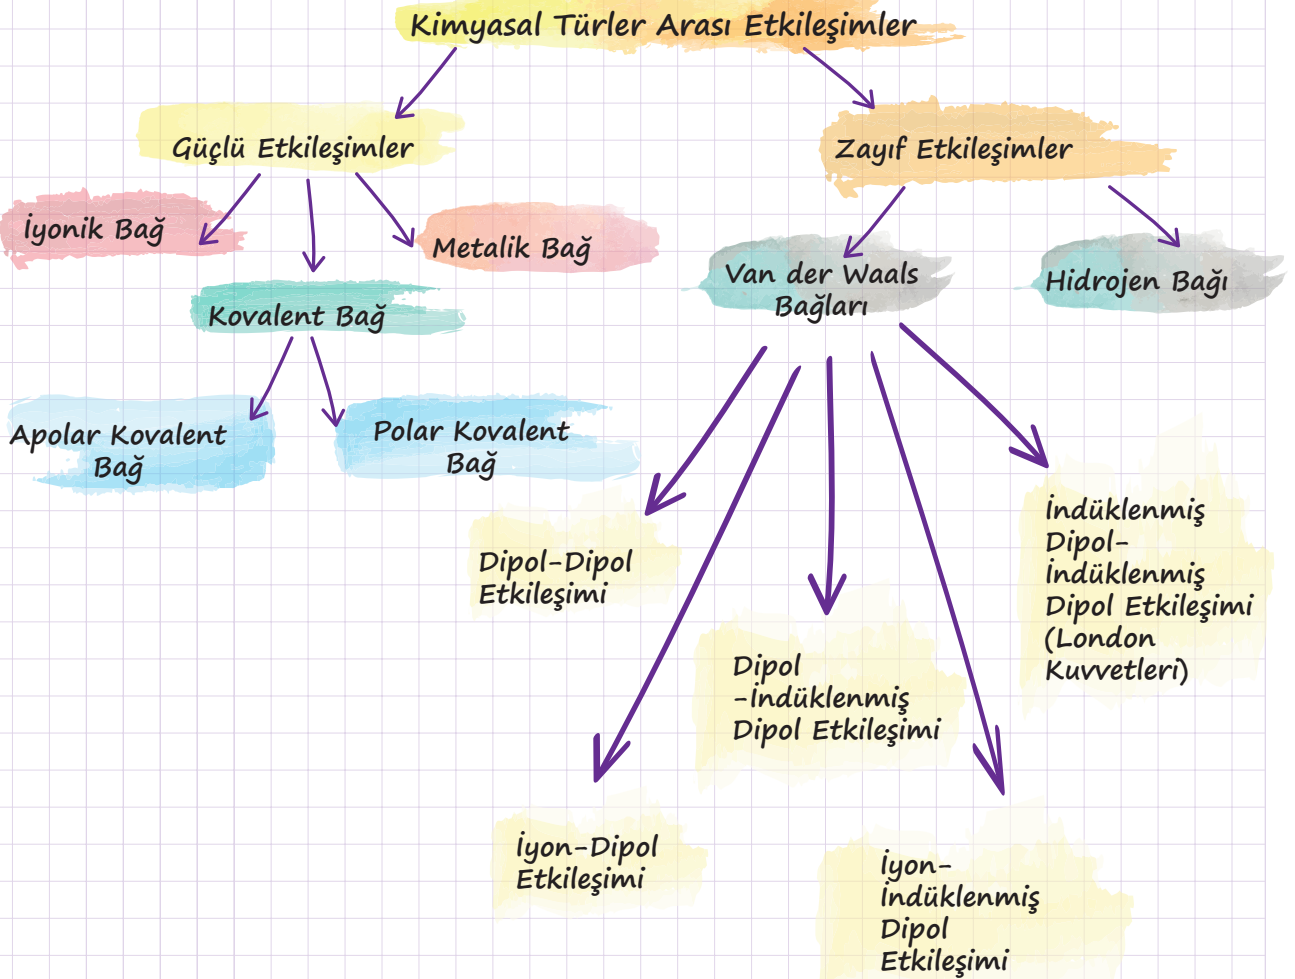 Kimyasal Türler Arası Etkileşimler
Güçlü Etkileşimler
Zayıf Etkileşimler
İyonik Bağ
Metalik Bağ
Kovalent Bağ
Van der Waals
Bağları
Hidrojen Bağı
Apolar Kovalent
Bağ
Polar Kovalent
Bağ
Dipol-Dipol
Etkileşimi
İndüklenmiş
Dipol-
İndüklenmiş
Dipol Etkileşimi
(London
Kuvvetleri)
Dipol
-İndüklenmiş
Dipol Etkileşimi
İyon-Dipol
Etkileşimi
İyon-
İndüklenmiş
Dipol
Etkileşimi